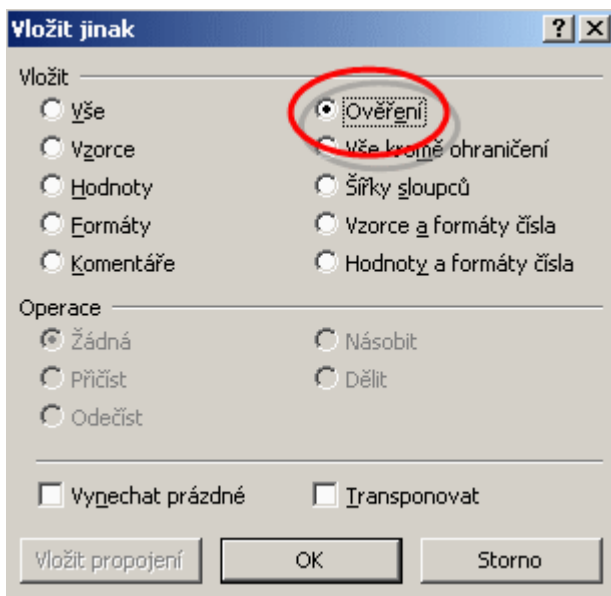 Vložit jinak
Vložit
Vše
Ověření
Vzorce
Vše kromě ohraničení
Hodnoty
Šířky sloupců
Formáty
Vzorce a formáty čísla
Komentáře
Hodnoty a formáty čísla
Operace
Žádná
Násobit
Přičíst
Dělit
Odečíst
Vynechat prázdné
Transponovat
Vložit propojení
OK
Storno